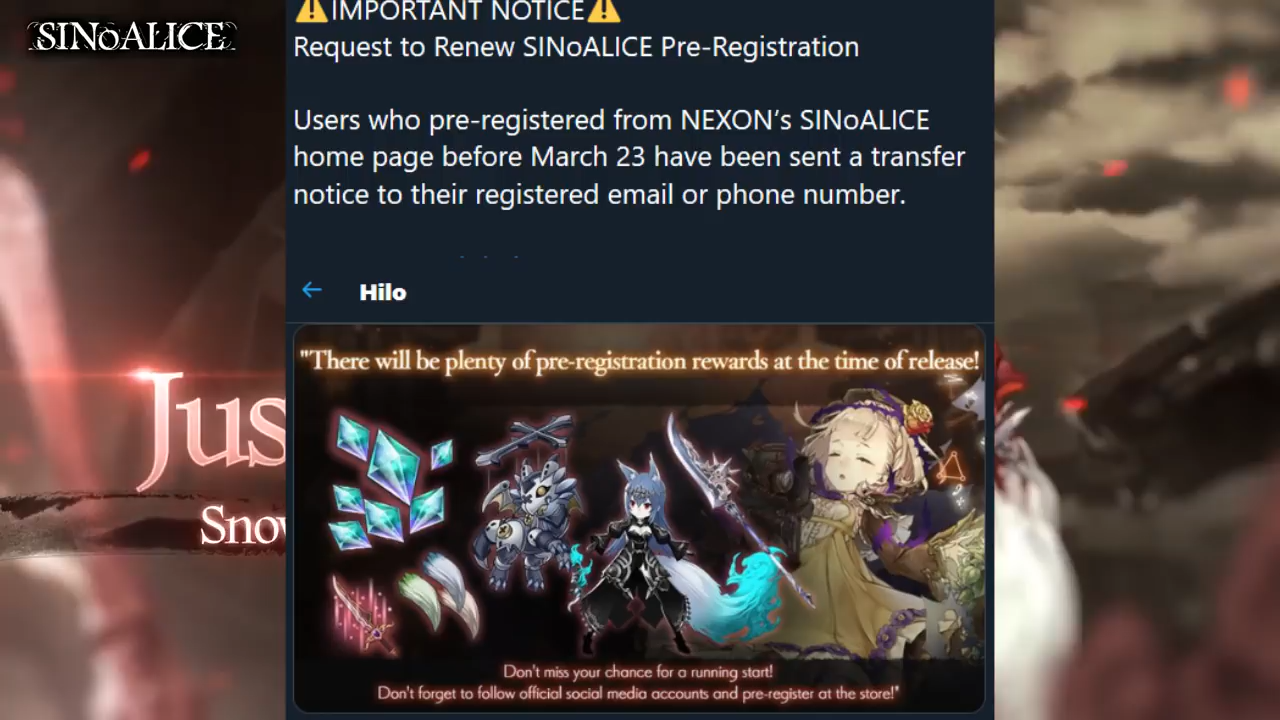 SINoALICE
⚠️IMPORTANT NOTICE⚠️
Request to Renew SINoALICE Pre-Registration
Users who pre-registered from NEXON’s SINoALICE
home page before March 23 have been sent a transfer
notice to their registered email or phone number.
← Hilo
"There will be plenty of pre-registration rewards at the time of release!
Jus
Snow
Don't miss your chance for a running start!
Don't forget to follow official social media accounts and pre-register at the store!"